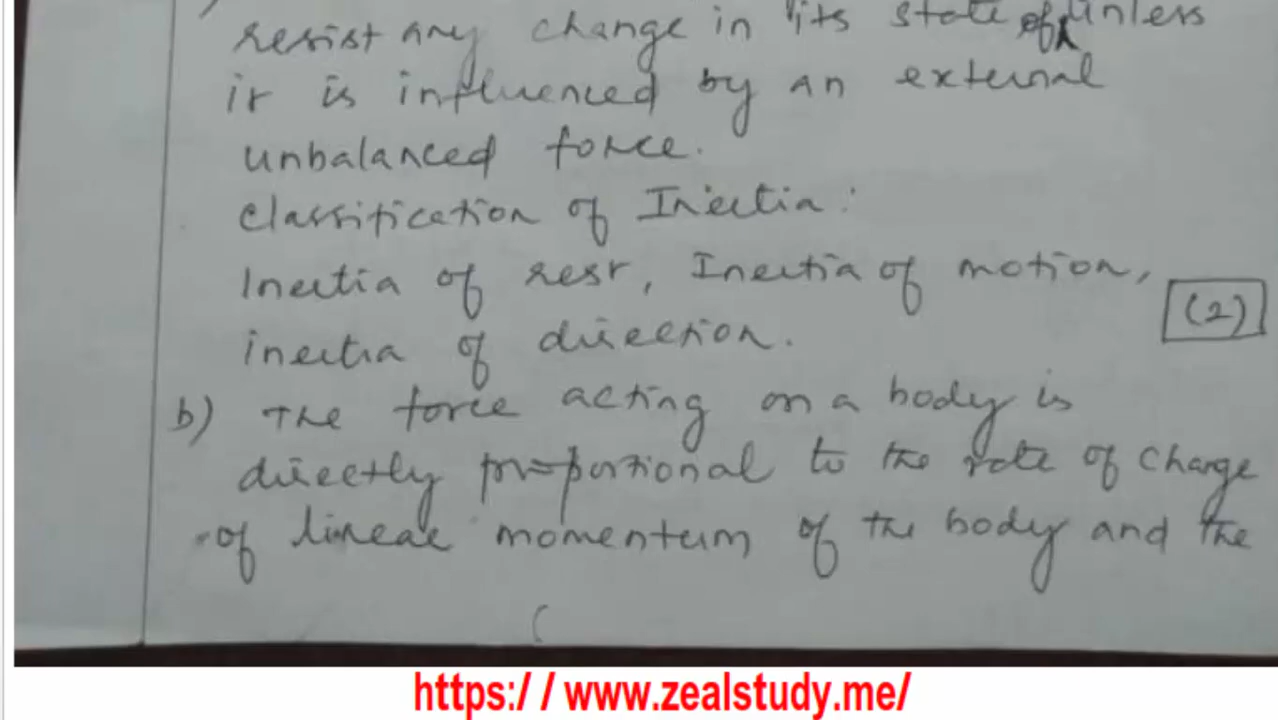 resist any change in its state of unless
it is influenced by an external
unbalanced force.
Classification of Inertia:
Inertia of rest, Inertia of motion,
inertia of direction.
(2)
b) The force acting on a body is
directly proportional to the rate of change
of linear momentum of the body and the
https:/ / www.zealstudy.me/